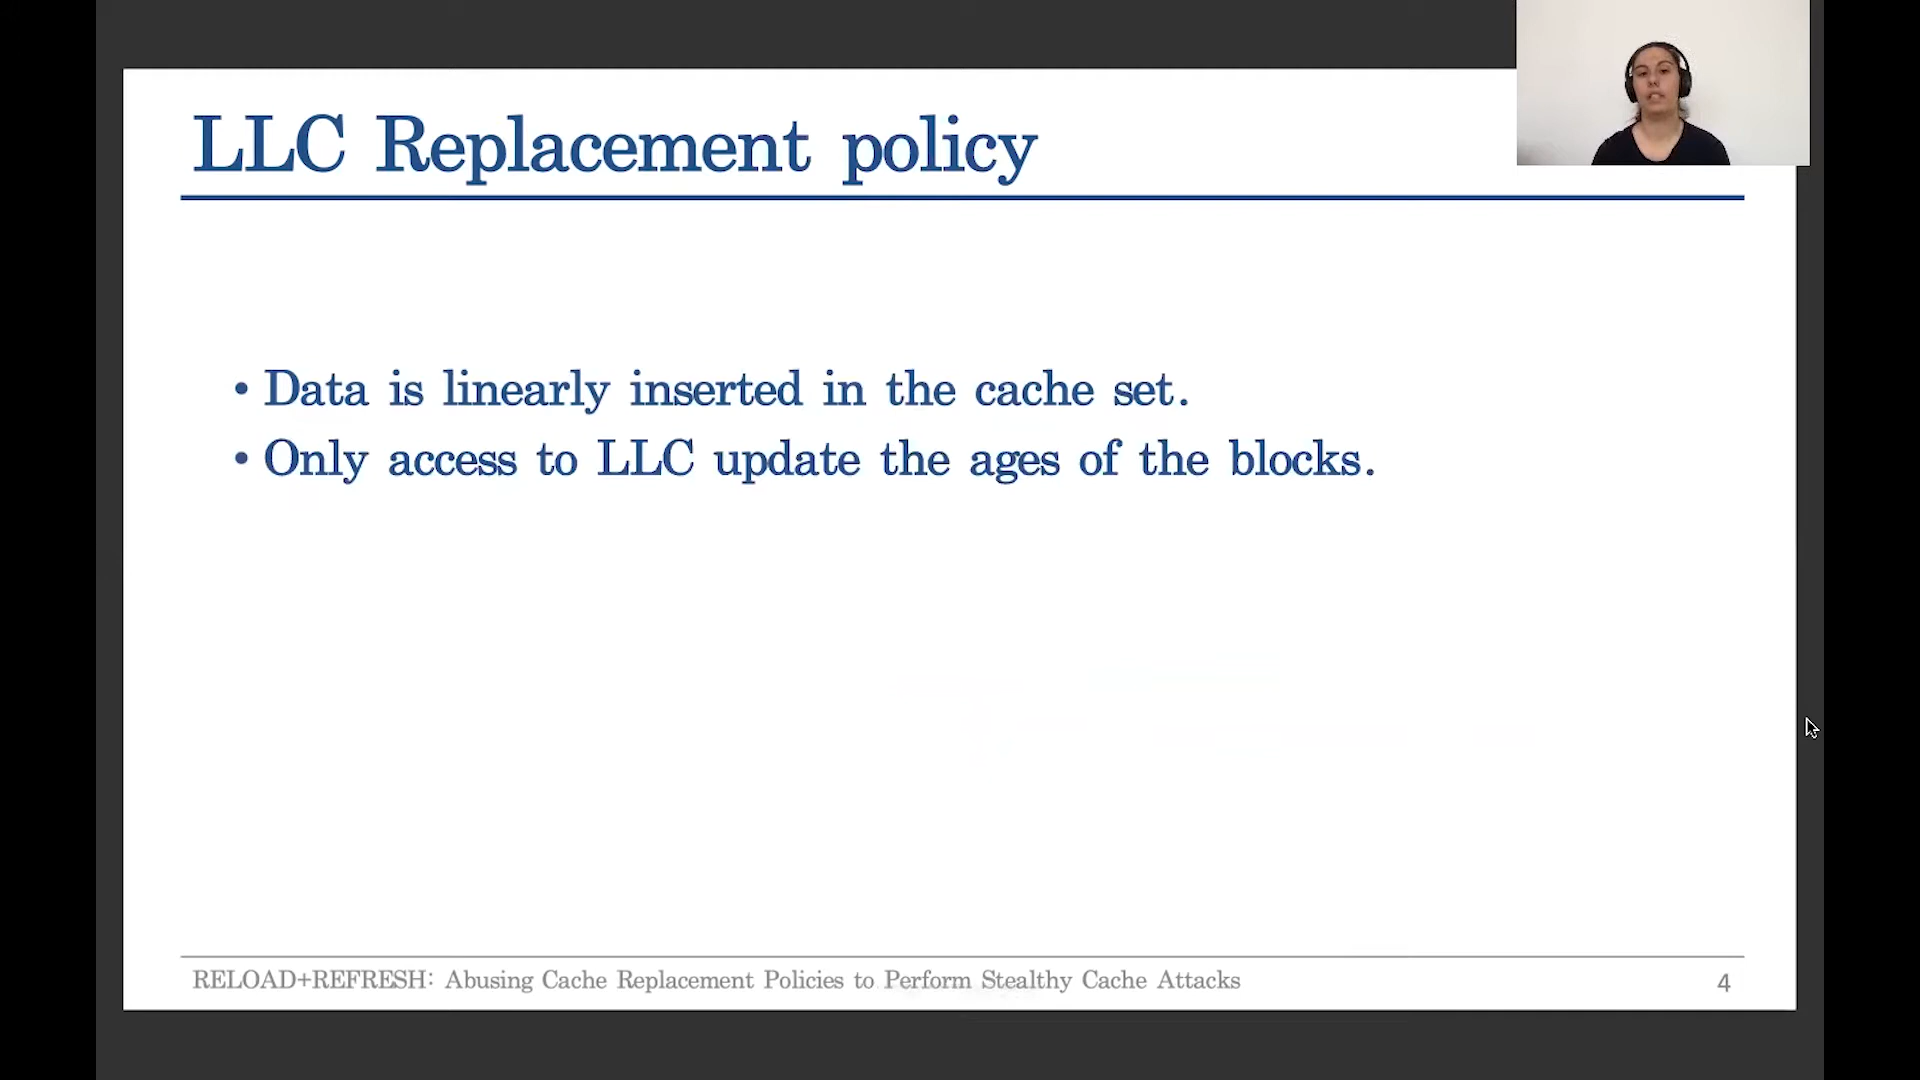 LLC Replacement policy
• Data is linearly inserted in the cache set.
• Only access to LLC update the ages of the blocks.
RELOAD+REFRESH: Abusing Cache Replacement Policies to Perform Stealthy Cache Attacks
4